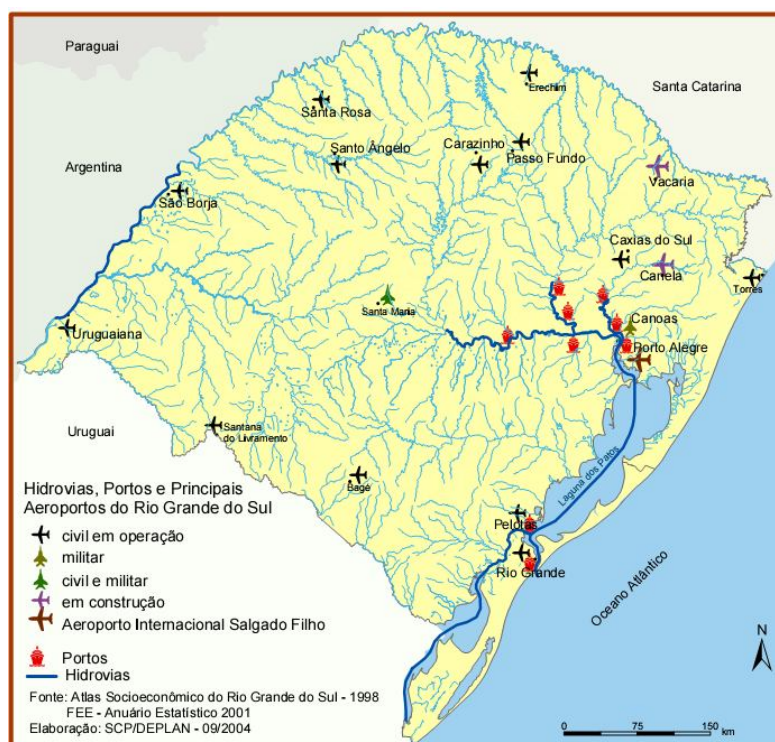 Paraguai
Santa Catarina
Erechim
Santa Rosa
Argentina
Santo Ângelo
Carazinho
Passo Fundo
Vacaria
São Borja
Caxias do Sul
Canela
Torres
Santa Maria
Canoas
Uruguaiana
Porto Alegre
Uruguai
Santana
do Livramento
Bagé
Laguna dos Patos
Pelotas
Rio Grande
Oceano Atlântico
Hidrovias, Portos e Principais
Aeroportos do Rio Grande do Sul
civil em operação
militar
civil e militar
em construção
Aeroporto Internacional Salgado Filho
Portos
Hidrovias
Fonte: Atlas Socioeconômico do Rio Grande do Sul - 1998
FEE - Anuário Estatístico 2001
Elaboração: SCP/DEPLAN - 09/2004
N
0 50 100 150
km